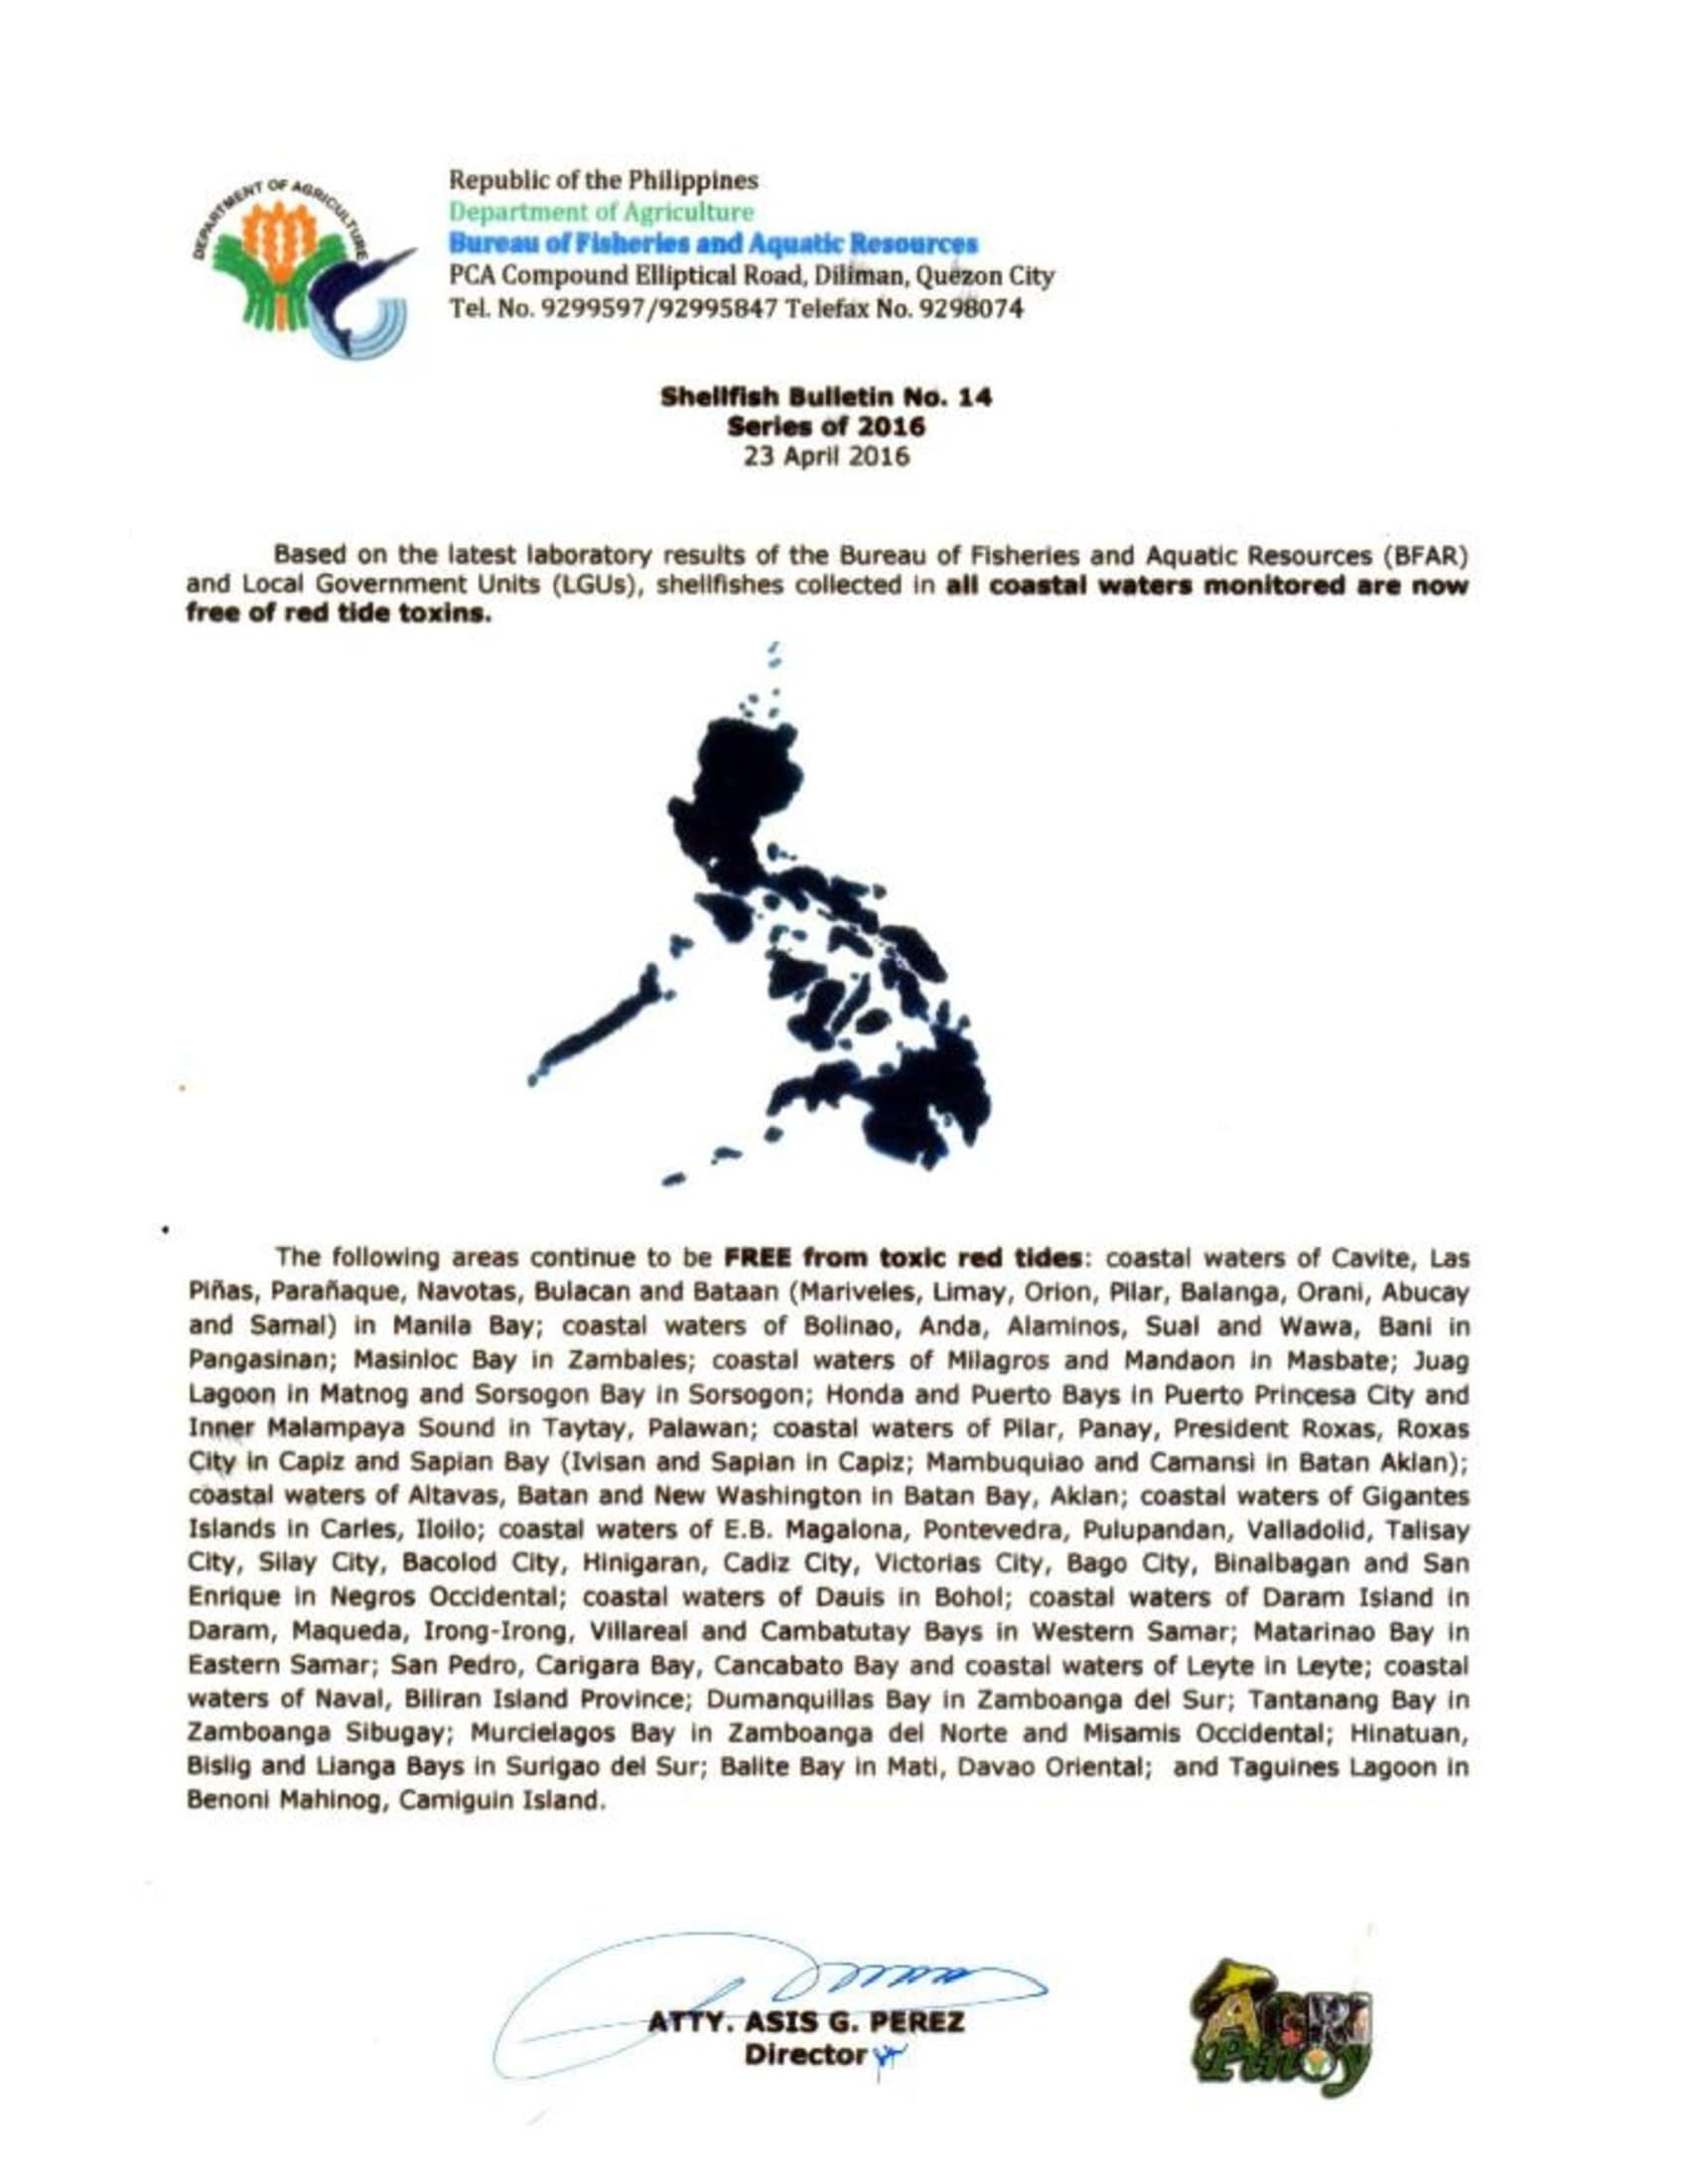 DEPARTMENT OF AGRICULTURE
Republic of the Philippines
Department of Agriculture
Bureau of Fisheries and Aquatic Resources
PCA Compound Elliptical Road, Diliman, Quezon City
Tel. No. 9299597/92995847 Telefax No. 9298074
Shellfish Bulletin No. 14
Series of 2016
23 April 2016
Based on the latest laboratory results of the Bureau of Fisheries and Aquatic Resources (BFAR)
and Local Government Units (LGUs), shellfishes collected in all coastal waters monitored are now
free of red tide toxins.
The following areas continue to be FREE from toxic red tides: coastal waters of Cavite, Las
Piñas, Parañaque, Navotas, Bulacan and Bataan (Mariveles, Limay, Orion, Pilar, Balanga, Orani, Abucay
and Samal) in Manila Bay; coastal waters of Bolinao, Anda, Alaminos, Sual and Wawa, Bani in
Pangasinan; Masinloc Bay in Zambales; coastal waters of Milagros and Mandaon in Masbate; Juag
Lagoon in Matnog and Sorsogon Bay in Sorsogon; Honda and Puerto Bays in Puerto Princesa City and
Inner Malampaya Sound in Taytay, Palawan; coastal waters of Pilar, Panay, President Roxas, Roxas
City in Capiz and Sapian Bay (Ivisan and Sapian in Capiz; Mambuquiao and Camansi in Batan Aklan);
coastal waters of Altavas, Batan and New Washington in Batan Bay, Aklan; coastal waters of Gigantes
Islands in Carles, Iloilo; coastal waters of E.B. Magalona, Pontevedra, Pulupandan, Valladolid, Talisay
City, Silay City, Bacolod City, Hinigaran, Cadiz City, Victorias City, Bago City, Binalbagan and San
Enrique in Negros Occidental; coastal waters of Dauis in Bohol; coastal waters of Daram Island in
Daram, Maqueda, Irong-Irong, Villareal and Cambatutay Bays in Western Samar; Matarinao Bay in
Eastern Samar; San Pedro, Carigara Bay, Cancabato Bay and coastal waters of Leyte in Leyte; coastal
waters of Naval, Biliran Island Province; Dumanquillas Bay in Zamboanga del Sur; Tantanang Bay in
Zamboanga Sibugay; Murcielagos Bay in Zamboanga del Norte and Misamis Occidental; Hinatuan,
Bislig and Lianga Bays in Surigao del Sur; Balite Bay in Mati, Davao Oriental; and Taguines Lagoon in
Benoni Mahinog, Camiguin Island.
ATTY. ASIS G. PEREZ
Director
AGRI
Pinoy